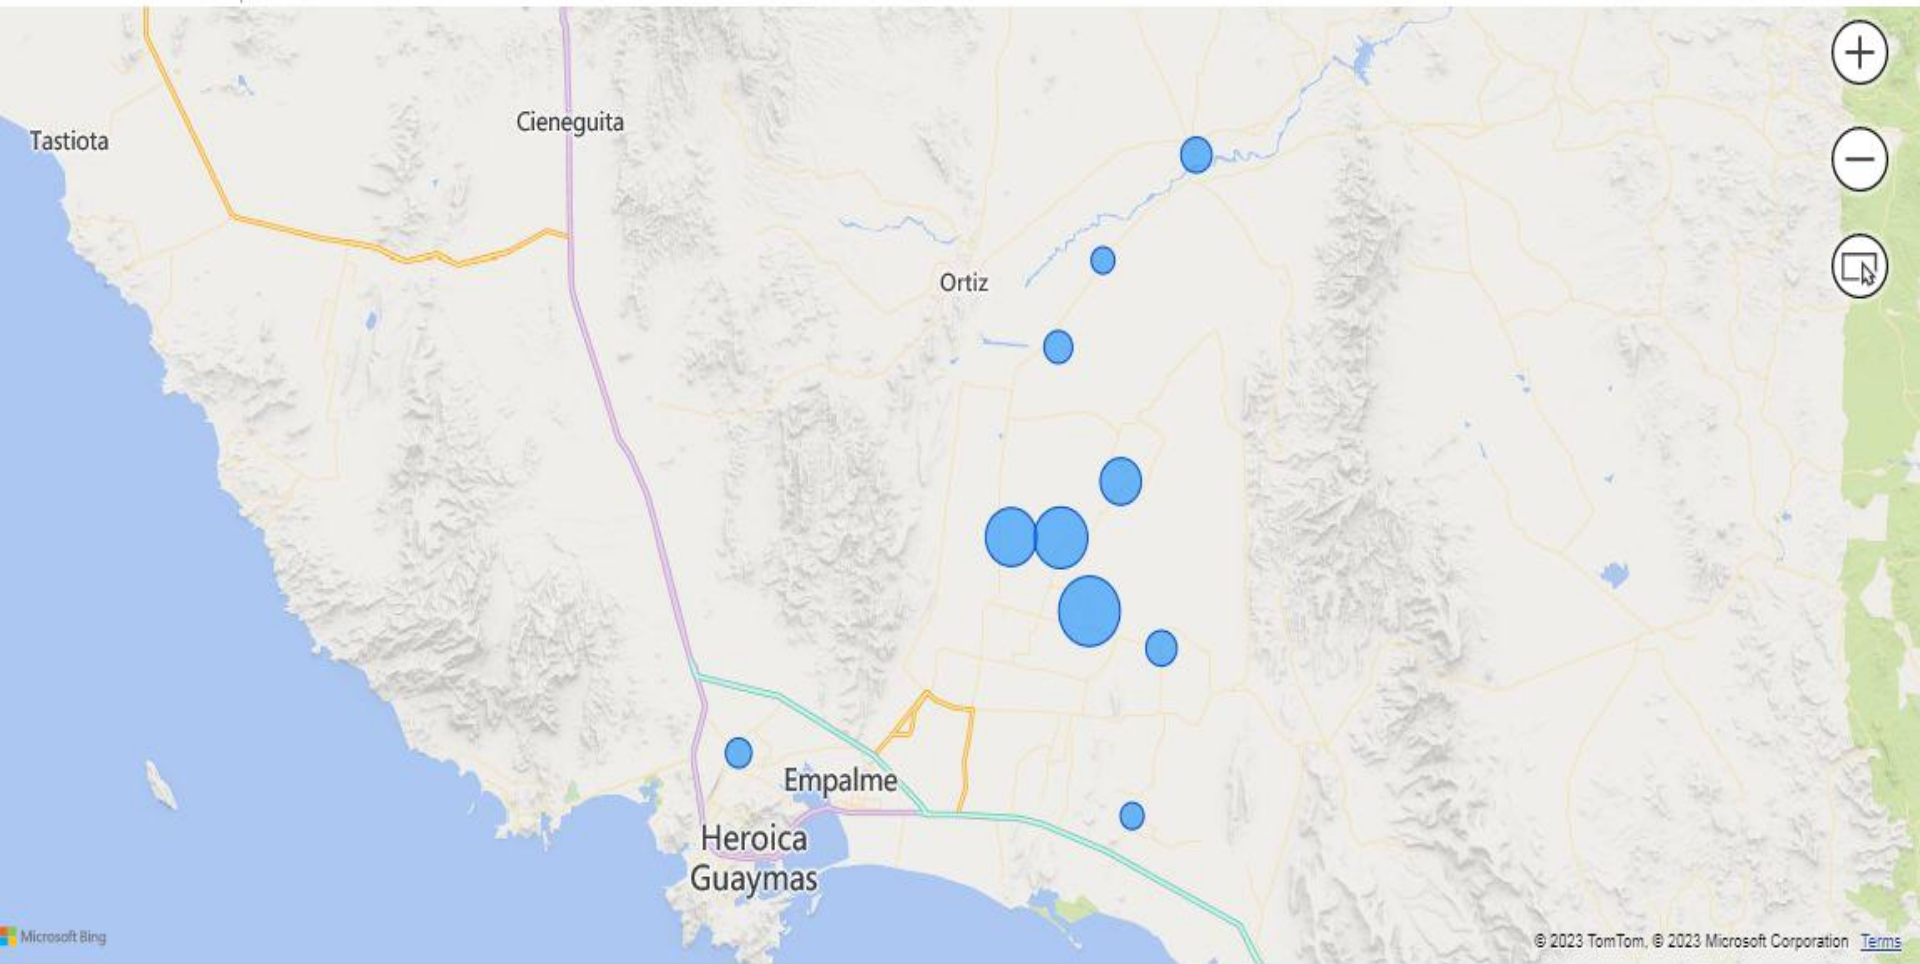 Cieneguita
Tastiota
Ortiz
Empalme
Heroica
Guaymas
Microsoft Bing
© 2023 TomTom, © 2023 Microsoft Corporation Terms